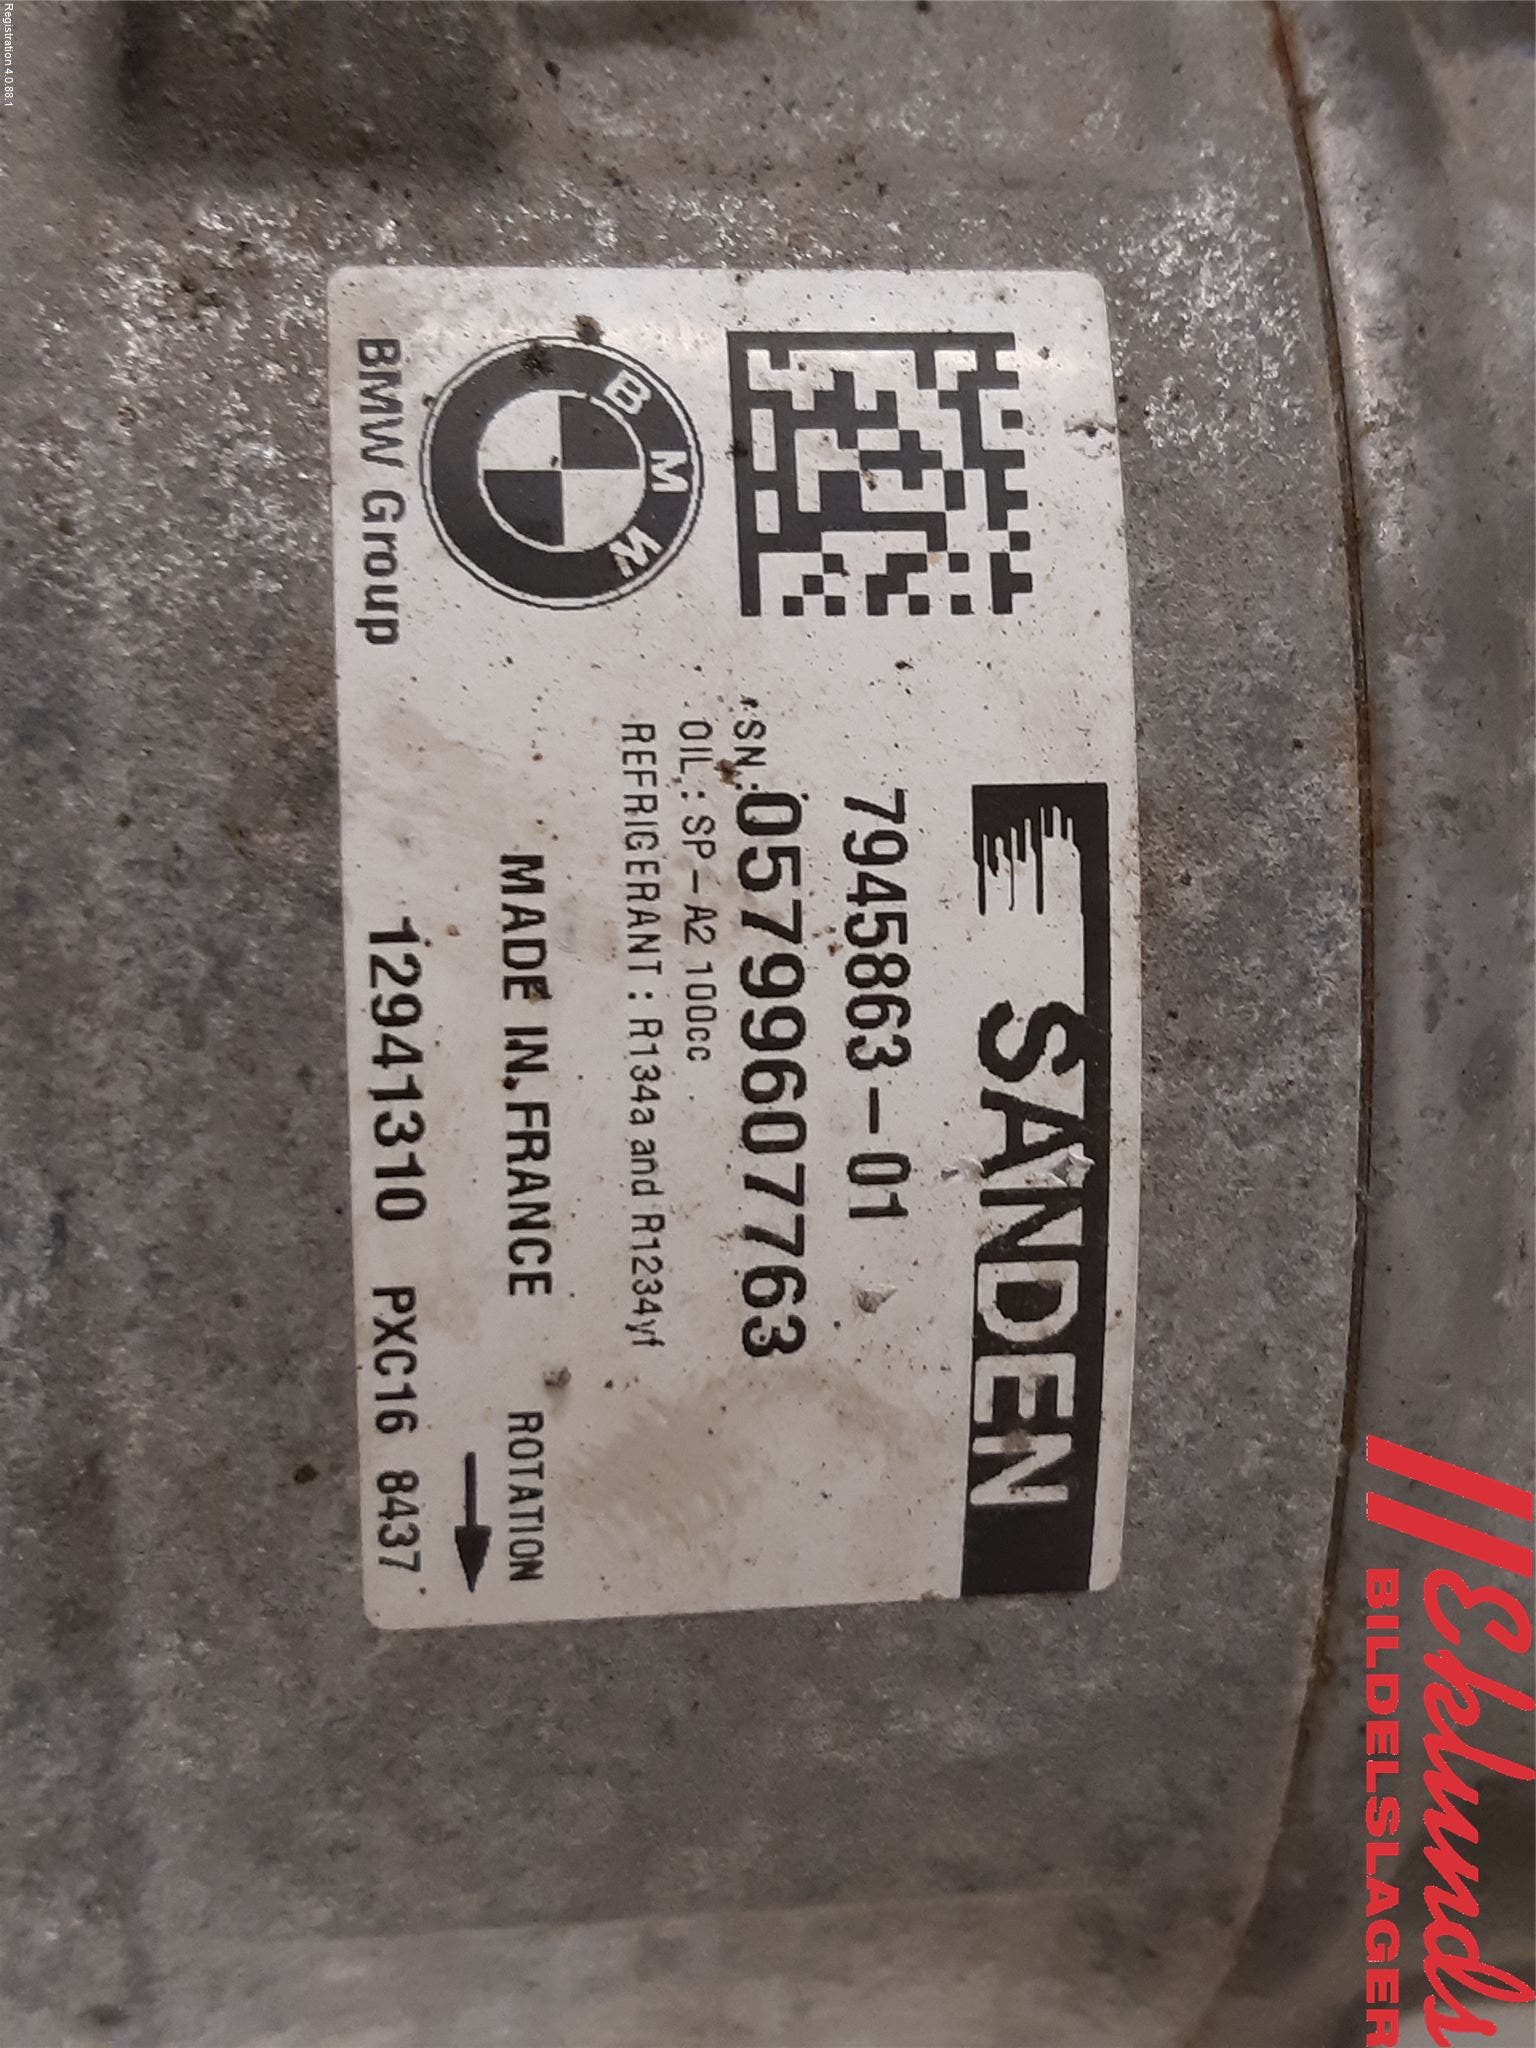 SANDEN
7945863-01
SN.:05799607763
OIL : SP-A2 100cc
REFRIGERANT : R134a and R1234yf
MADE IN FRANCE
ROTATION
BMW
BMW Group
12941310 PXC16 8437
Eklunds
BILDELSLAGER
Registration 4.0.88.1